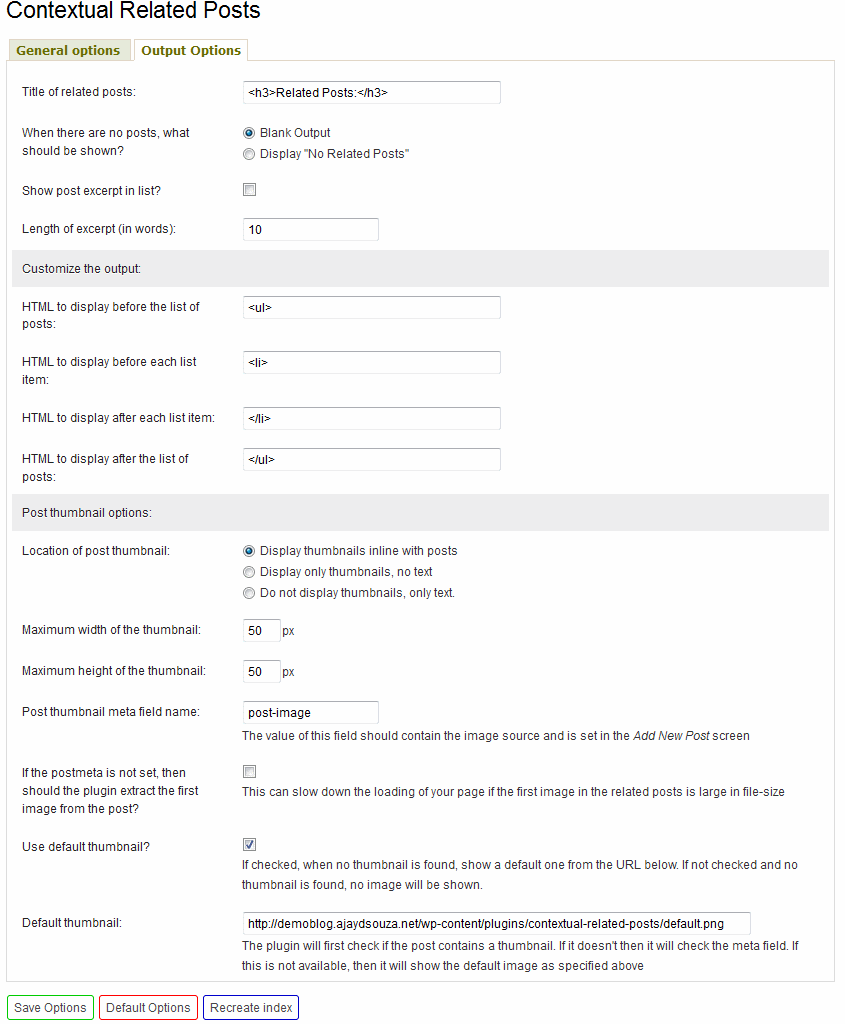 Contextual Related Posts
General options
Output Options
Title of related posts:
<h3>Related Posts:</h3>
When there are no posts, what
should be shown?
Blank Output
Display "No Related Posts"
Show post excerpt in list?
Length of excerpt (in words):
10
Customize the output:
HTML to display before the list of
posts:
<ul>
HTML to display before each list
item:
<li>
HTML to display after each list item:
</li>
HTML to display after the list of
posts:
</ul>
Post thumbnail options:
Location of post thumbnail:
Display thumbnails inline with posts
Display only thumbnails, no text
Do not display thumbnails, only text.
Maximum width of the thumbnail:
50 px
Maximum height of the thumbnail:
50 px
Post thumbnail meta field name:
post-image
The value of this field should contain the image source and is set in the Add New Post screen
If the postmeta is not set, then
should the plugin extract the first
image from the post?
This can slow down the loading of your page if the first image in the related posts is large in file-size
Use default thumbnail?
If checked, when no thumbnail is found, show a default one from the URL below. If not checked and no
thumbnail is found, no image will be shown.
Default thumbnail:
http://demoblog.ajaydsouza.net/wp-content/plugins/contextual-related-posts/default.png
The plugin will first check if the post contains a thumbnail. If it doesn't then it will check the meta field. If
this is not available, then it will show the default image as specified above
Save Options
Default Options
Recreate index